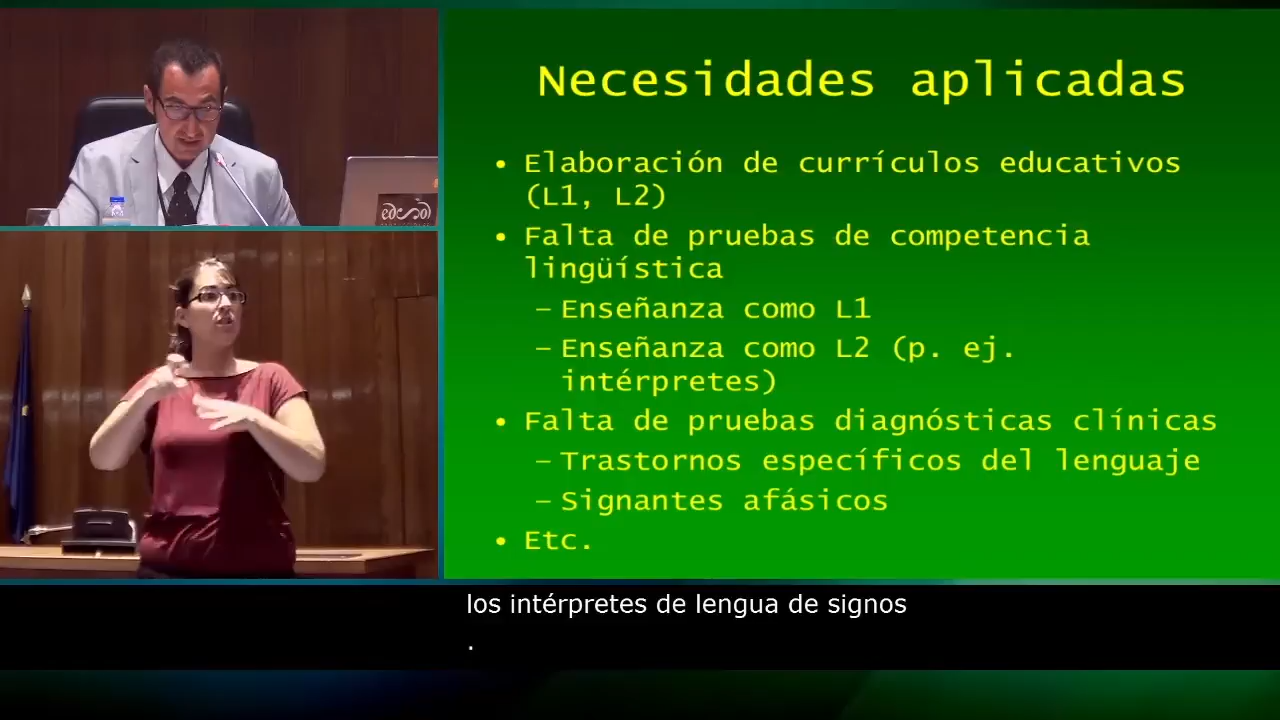 Necesidades aplicadas
• Elaboración de currículos educativos
(L1, L2)
• Falta de pruebas de competencia
lingüística
– Enseñanza como L1
– Enseñanza como L2 (p. ej.
intérpretes)
• Falta de pruebas diagnósticas clínicas
– Trastornos específicos del lenguaje
– Signantes afásicos
• Etc.
los intérpretes de lengua de signos
.